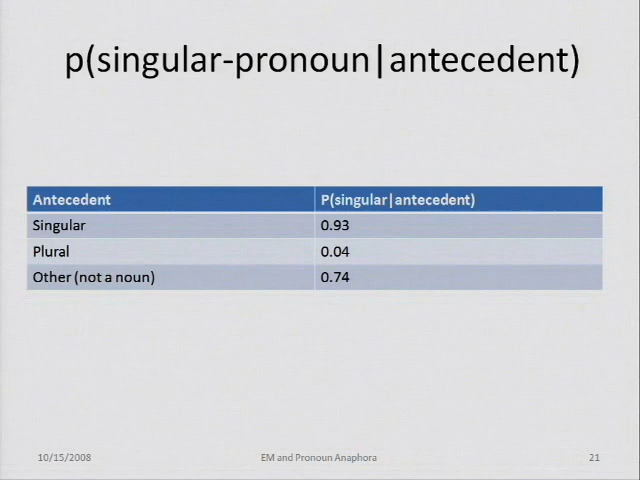 p(singular-pronoun|antecedent)
Antecedent P(singular|antecedent)
Singular 0.93
Plural 0.04
Other (not a noun) 0.74
10/15/2008 EM and Pronoun Anaphora 21